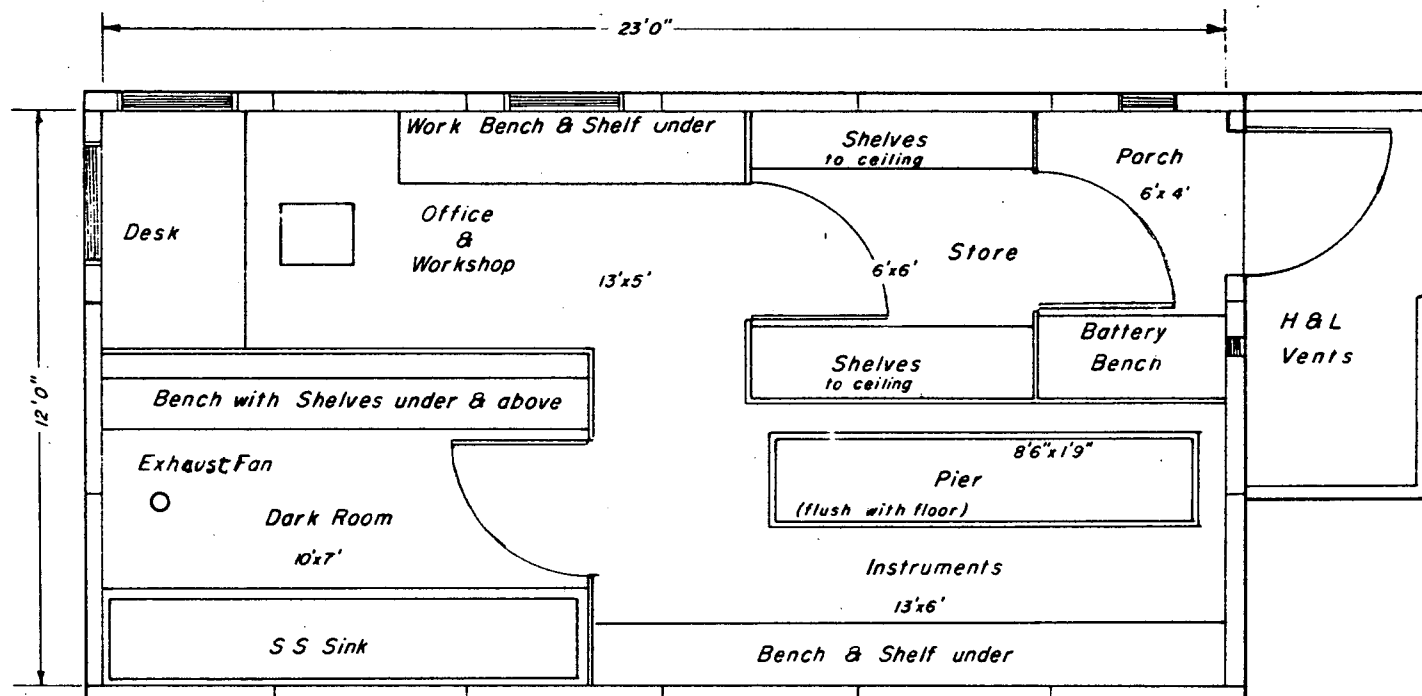 23'0"
Work Bench & Shelf under
Shelves
to ceiling
Porch
6'x 4'
Desk
Office
&
Workshop
13'x5'
6'x6'
Store
H & L
Vents
Battery
Bench
Shelves
to ceiling
12'0"
Bench with Shelves under & above
8'6"x1'9"
Pier
(flush with floor)
Exhaust Fan
Dark Room
10'x7'
Instruments
13'x6'
S S Sink
Bench & Shelf under